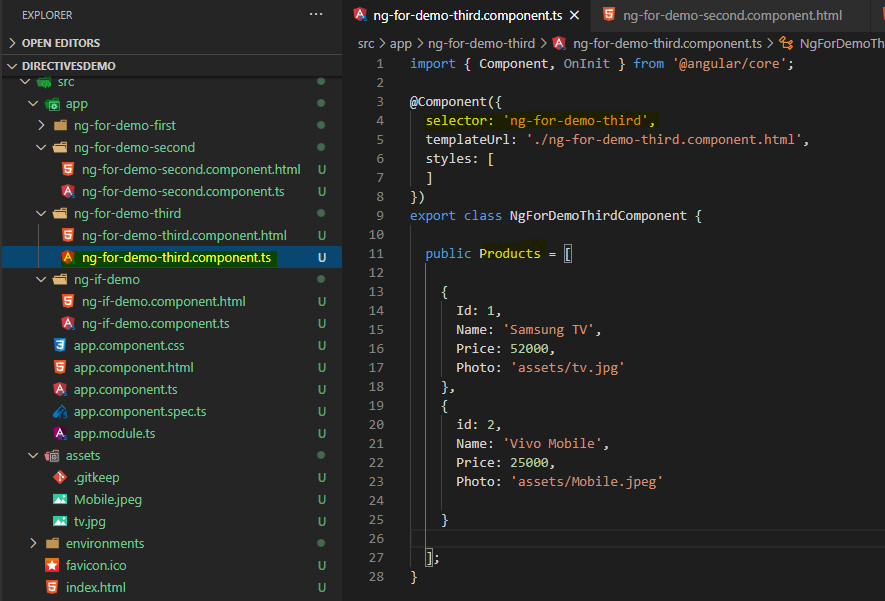 EXPLORER ...
OPEN EDITORS
DIRECTIVESDEMO
src
app
ng-for-demo-first
ng-for-demo-second
ng-for-demo-second.component.html U
ng-for-demo-second.component.ts U
ng-for-demo-third
ng-for-demo-third.component.html U
ng-for-demo-third.component.ts U
ng-if-demo
ng-if-demo.component.html U
ng-if-demo.component.ts U
app.component.css U
app.component.html U
app.component.ts U
app.component.spec.ts U
app.module.ts U
assets
.gitkeep U
Mobile.jpeg U
tv.jpg U
environments
favicon.ico U
index.html U
ng-for-demo-third.component.ts ng-for-demo-second.component.html
src > app > ng-for-demo-third > ng-for-demo-third.component.ts > NgForDemoTh
1 import { Component, OnInit } from '@angular/core';
2
3 @Component({
4 selector: 'ng-for-demo-third',
5 templateUrl: './ng-for-demo-third.component.html',
6 styles: [
7 ]
8 })
9 export class NgForDemoThirdComponent {
10
11 public Products = [
12
13 {
14 Id: 1,
15 Name: 'Samsung TV',
16 Price: 52000,
17 Photo: 'assets/tv.jpg'
18 },
19 {
20 id: 2,
21 Name: 'Vivo Mobile',
22 Price: 25000,
23 Photo: 'assets/Mobile.jpeg'
24
25 }
26
27 ];
28 }